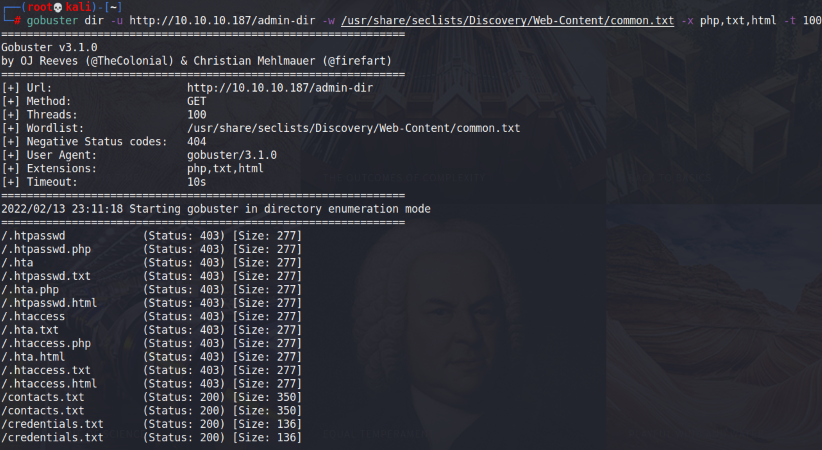 ┌──(root💀kali)-[~]
└─# gobuster dir -u http://10.10.10.187/admin-dir -w /usr/share/seclists/Discovery/Web-Content/common.txt -x php,txt,html -t 100
===============================================================
Gobuster v3.1.0
by OJ Reeves (@TheColonial) & Christian Mehlmauer (@firefart)
===============================================================
[+] Url:                     http://10.10.10.187/admin-dir
[+] Method:                  GET
[+] Threads:                 100
[+] Wordlist:                /usr/share/seclists/Discovery/Web-Content/common.txt
[+] Negative Status codes:   404
[+] User Agent:              gobuster/3.1.0
[+] Extensions:              php,txt,html
[+] Timeout:                 10s
===============================================================
2022/02/13 23:11:18 Starting gobuster in directory enumeration mode
===============================================================
/.htpasswd            (Status: 403) [Size: 277]
/.htpasswd.php        (Status: 403) [Size: 277]
/.hta                 (Status: 403) [Size: 277]
/.htpasswd.txt        (Status: 403) [Size: 277]
/.hta.php             (Status: 403) [Size: 277]
/.htpasswd.html       (Status: 403) [Size: 277]
/.htaccess            (Status: 403) [Size: 277]
/.hta.txt             (Status: 403) [Size: 277]
/.htaccess.php        (Status: 403) [Size: 277]
/.hta.html            (Status: 403) [Size: 277]
/.htaccess.txt        (Status: 403) [Size: 277]
/.htaccess.html       (Status: 403) [Size: 277]
/contacts.txt         (Status: 200) [Size: 350]
/contacts.txt         (Status: 200) [Size: 350]
/credentials.txt      (Status: 200) [Size: 136]
/credentials.txt      (Status: 200) [Size: 136]